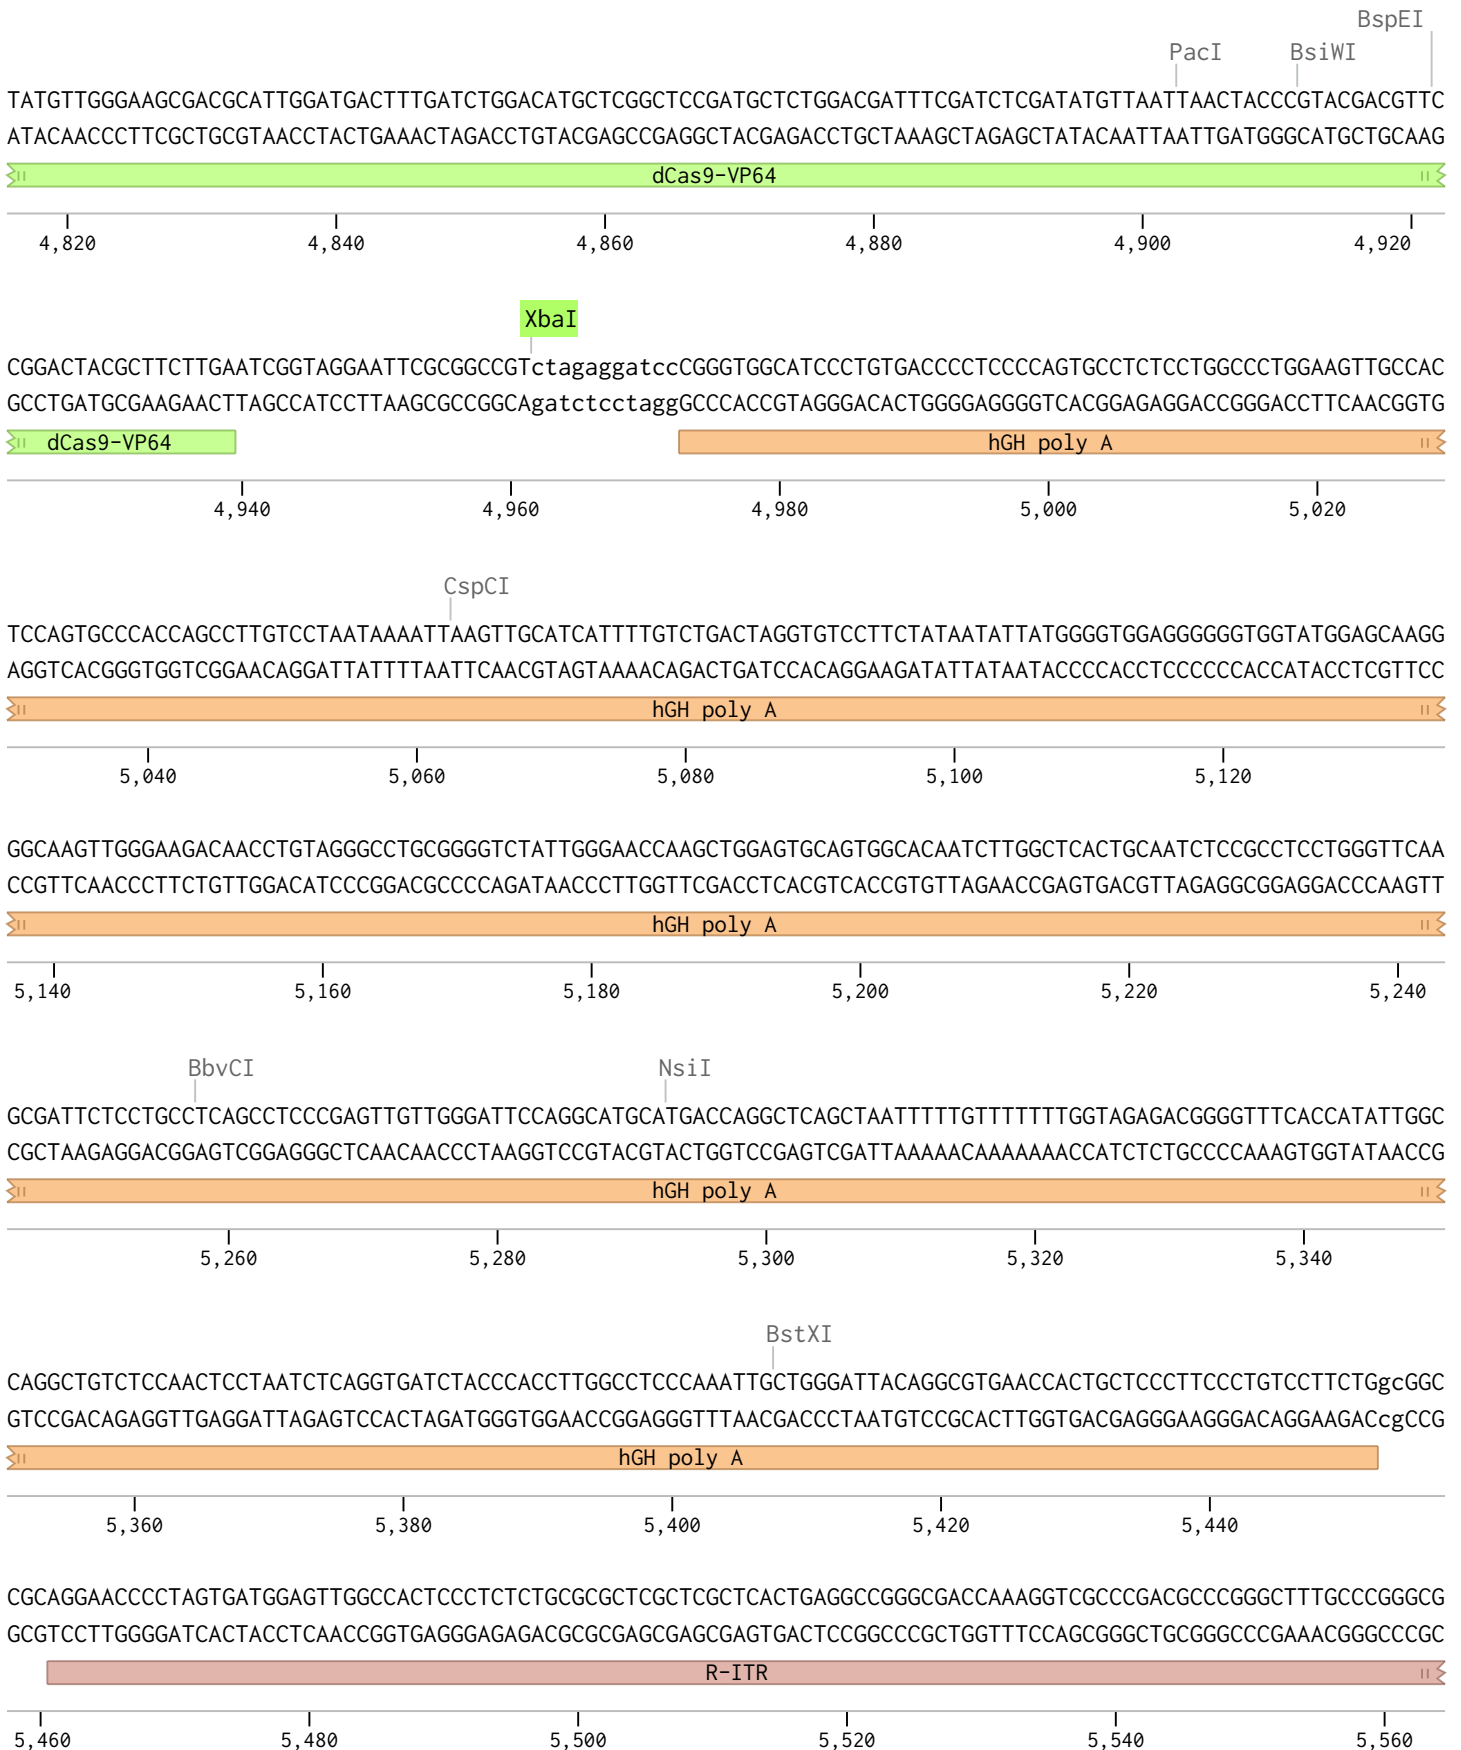 BspEI
PacI BsiWI
TATGTTGGGAAGCGACGCATTGGATGACTTTGATCTGGACATGCTCGGCTCCGATGCTCTGGACGATTTCGATCTCGATATGTTAATTAACTACCCGTACGACGTTC
ATACAACCCTTCGCTGCGTAACCTACTGAAACTAGACCTGTACGAGCCGAGGCTACGAGACCTGCTAAAGCTAGAGCTATACAATTAATTGATGGGCATGCTGCAAG
dCas9-VP64
4,820 4,840 4,860 4,880 4,900 4,920
XbaI
CGGACTACGCTTCTTGAATCGGTAGGAATTCGCGGCCGTctagaggatccCGGGTGGCATCCCTGTGACCCCTCCCCAGTGCCTCTCCTGGCCCTGGAAGTTGCCAC
GCCTGATGCGAAGAACTTAGCCATCCTTAAGCGCCGGCAgatctcctaggGCCCACCGTAGGGACACTGGGGAGGGGTCACGGAGAGGACCGGGACCTTCAACGGTG
dCas9-VP64 hGH poly A
4,940 4,960 4,980 5,000 5,020
CspCI
TCCAGTGCCCACCAGCCTTGTCCTAATAAAATTAAGTTGCATCATTTTGTCTGACTAGGTGTCCTTCTATAATATTATGGGGTGGAGGGGGGTGGTATGGAGCAAGG
AGGTCACGGGTGGTCGGAACAGGATTATTTTAATTCAACGTAGTAAAACAGACTGATCCACAGGAAGATATTATAATACCCCACCTCCCCCCACCATACCTCGTTCC
hGH poly A
5,040 5,060 5,080 5,100 5,120
GGCAAGTTGGGAAGACAACCTGTAGGGCCTGCGGGGTCTATTGGGAACCAAGCTGGAGTGCAGTGGCACAATCTTGGCTCACTGCAATCTCCGCCTCCTGGGTTCAA
CCGTTCAACCCTTCTGTTGGACATCCCGGACGCCCCAGATAACCCTTGGTTCGACCTCACGTCACCGTGTTAGAACCGAGTGACGTTAGAGGCGGAGGACCCAAGTT
hGH poly A
5,140 5,160 5,180 5,200 5,220 5,240
BbvCI NsiI
GCGATTCTCCTGCCTCAGCCTCCCGAGTTGTTGGGATTCCAGGCATGCATGACCAGGCTCAGCTAATTTTTGTTTTTTTGGTAGAGACGGGGTTTCACCATATTGGC
CGCTAAGAGGACGGAGTCGGAGGGCTCAACAACCCTAAGGTCCGTACGTACTGGTCCGAGTCGATTAAAAACAAAAAAACCATCTCTGCCCCAAAGTGGTATAACCG
hGH poly A
5,260 5,280 5,300 5,320 5,340
BstXI
CAGGCTGTCTCCAACTCCTAATCTCAGGTGATCTACCCACCTTGGCCTCCCAAATTGCTGGGATTACAGGCGTGAACCACTGCTCCCTTCCCTGTCCTTCTGgcGGC
GTCCGACAGAGGTTGAGGATTAGAGTCCACTAGATGGGTGGAACCGGAGGGTTTAACGACCCTAATGTCCGCACTTGGTGACGAGGGAAGGGACAGGAAGACcgCCG
hGH poly A
5,360 5,380 5,400 5,420 5,440
CGCAGGAACCCCTAGTGATGGAGTTGGCCACTCCCTCTCTGCGCGCTCGCTCGCTCACTGAGGCCGGGCGACCAAAGGTCGCCCGACGCCCGGGCTTTGCCCGGGCG
GCGTCCTTGGGGATCACTACCTCAACCGGTGAGGGAGAGACGCGCGAGCGAGCGAGTGACTCCGGCCCGCTGGTTTCCAGCGGGCTGCGGGCCCGAAACGGGCCCGC
R-ITR
5,460 5,480 5,500 5,520 5,540 5,560